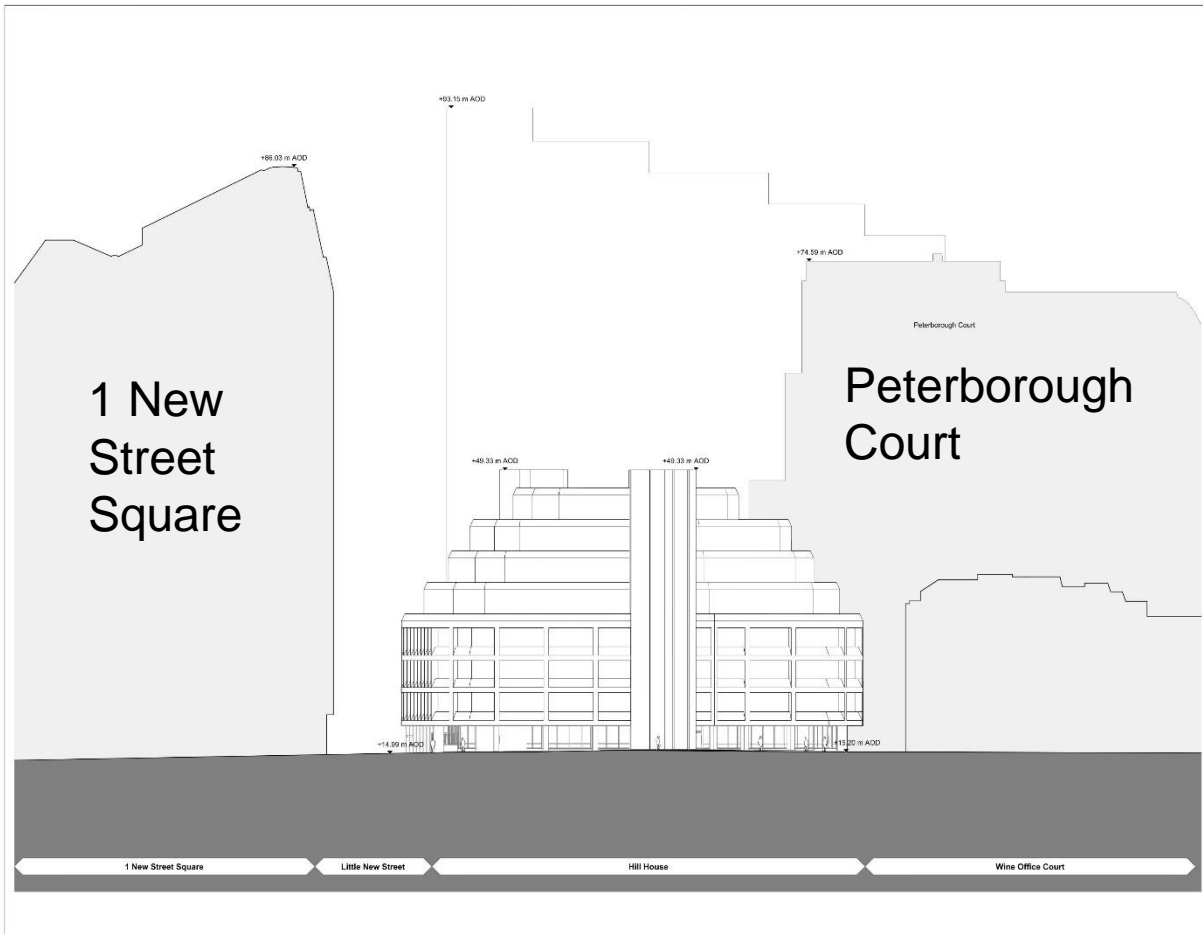 +93.15 m AOD
+86.03 m AOD
+74.59 m AOD
Peterborough Court
1 New
Street
Square
Peterborough
Court
+49.33 m AOD
+49.33 m AOD
+14.99 m AOD
+15.20 m AOD
1 New Street Square
Little New Street
Hill House
Wine Office Court